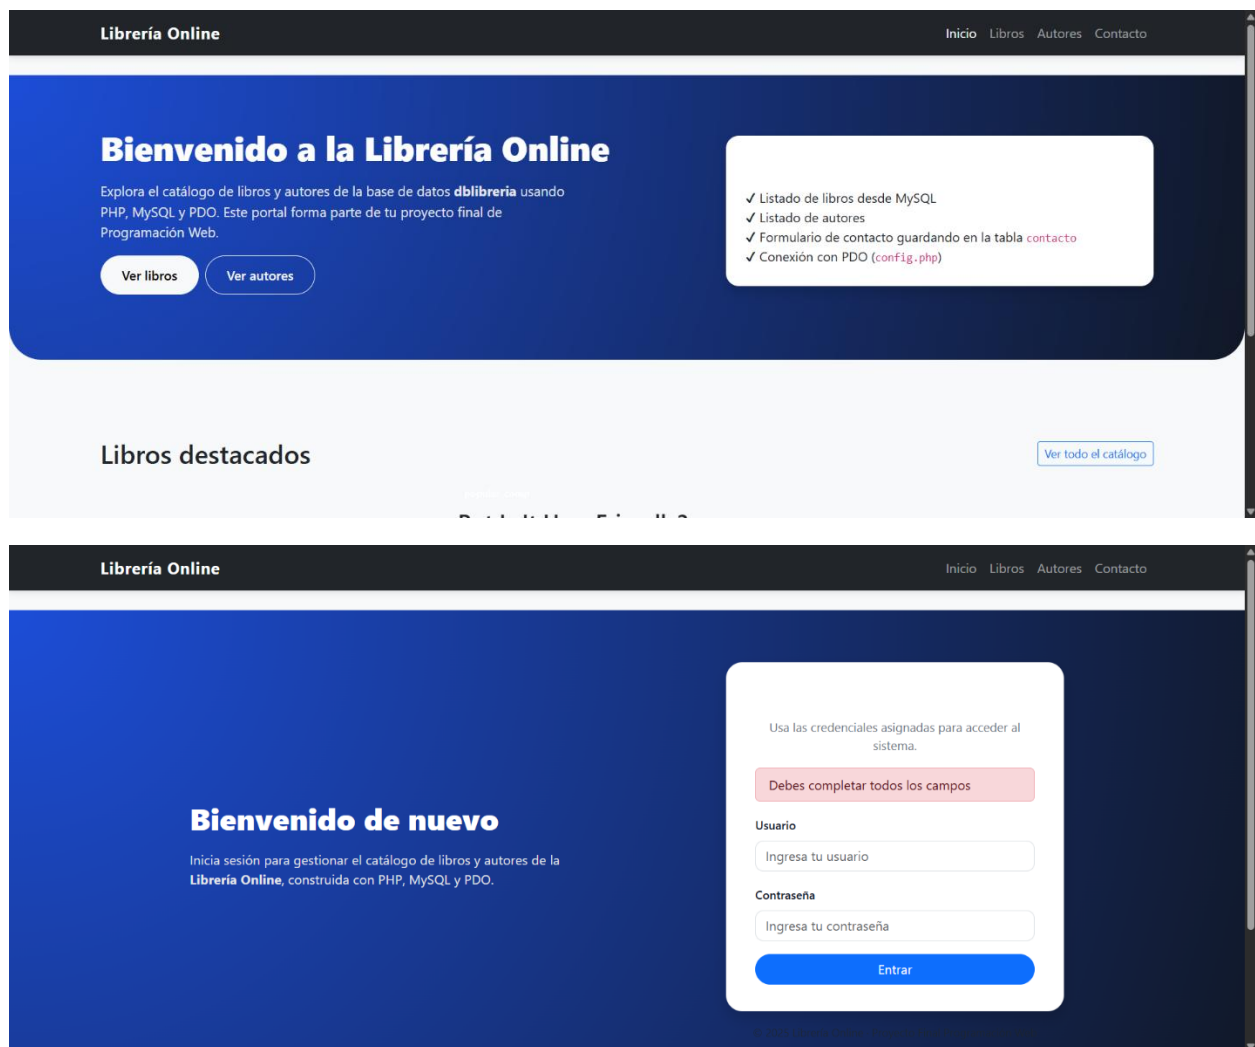 Librería Online
Inicio Libros Autores Contacto
Bienvenido a la Librería Online
Explora el catálogo de libros y autores de la base de datos dblibreria usando
PHP, MySQL y PDO. Este portal forma parte de tu proyecto final de
Programación Web.
Ver libros
Ver autores
✓ Listado de libros desde MySQL
✓ Listado de autores
✓ Formulario de contacto guardando en la tabla contacto
✓ Conexión con PDO (config.php)
Libros destacados
Ver todo el catálogo
Librería Online
Inicio Libros Autores Contacto
Bienvenido de nuevo
Inicia sesión para gestionar el catálogo de libros y autores de la
Librería Online, construida con PHP, MySQL y PDO.
Usa las credenciales asignadas para acceder al
sistema.
Debes completar todos los campos
Usuario
Ingresa tu usuario
Contraseña
Ingresa tu contraseña
Entrar